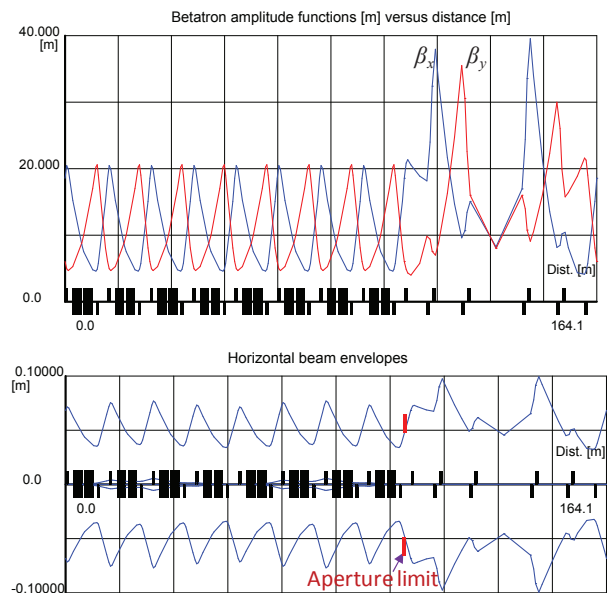 Betatron amplitude functions [m] versus distance [m]
40.000
[m]
βx βy
20.000
Dist. [m]
0.0
0.0 164.1
Horizontal beam envelopes
0.10000
[m]
Dist. [m]
0.0
0.0 164.1
Aperture limit
-0.10000